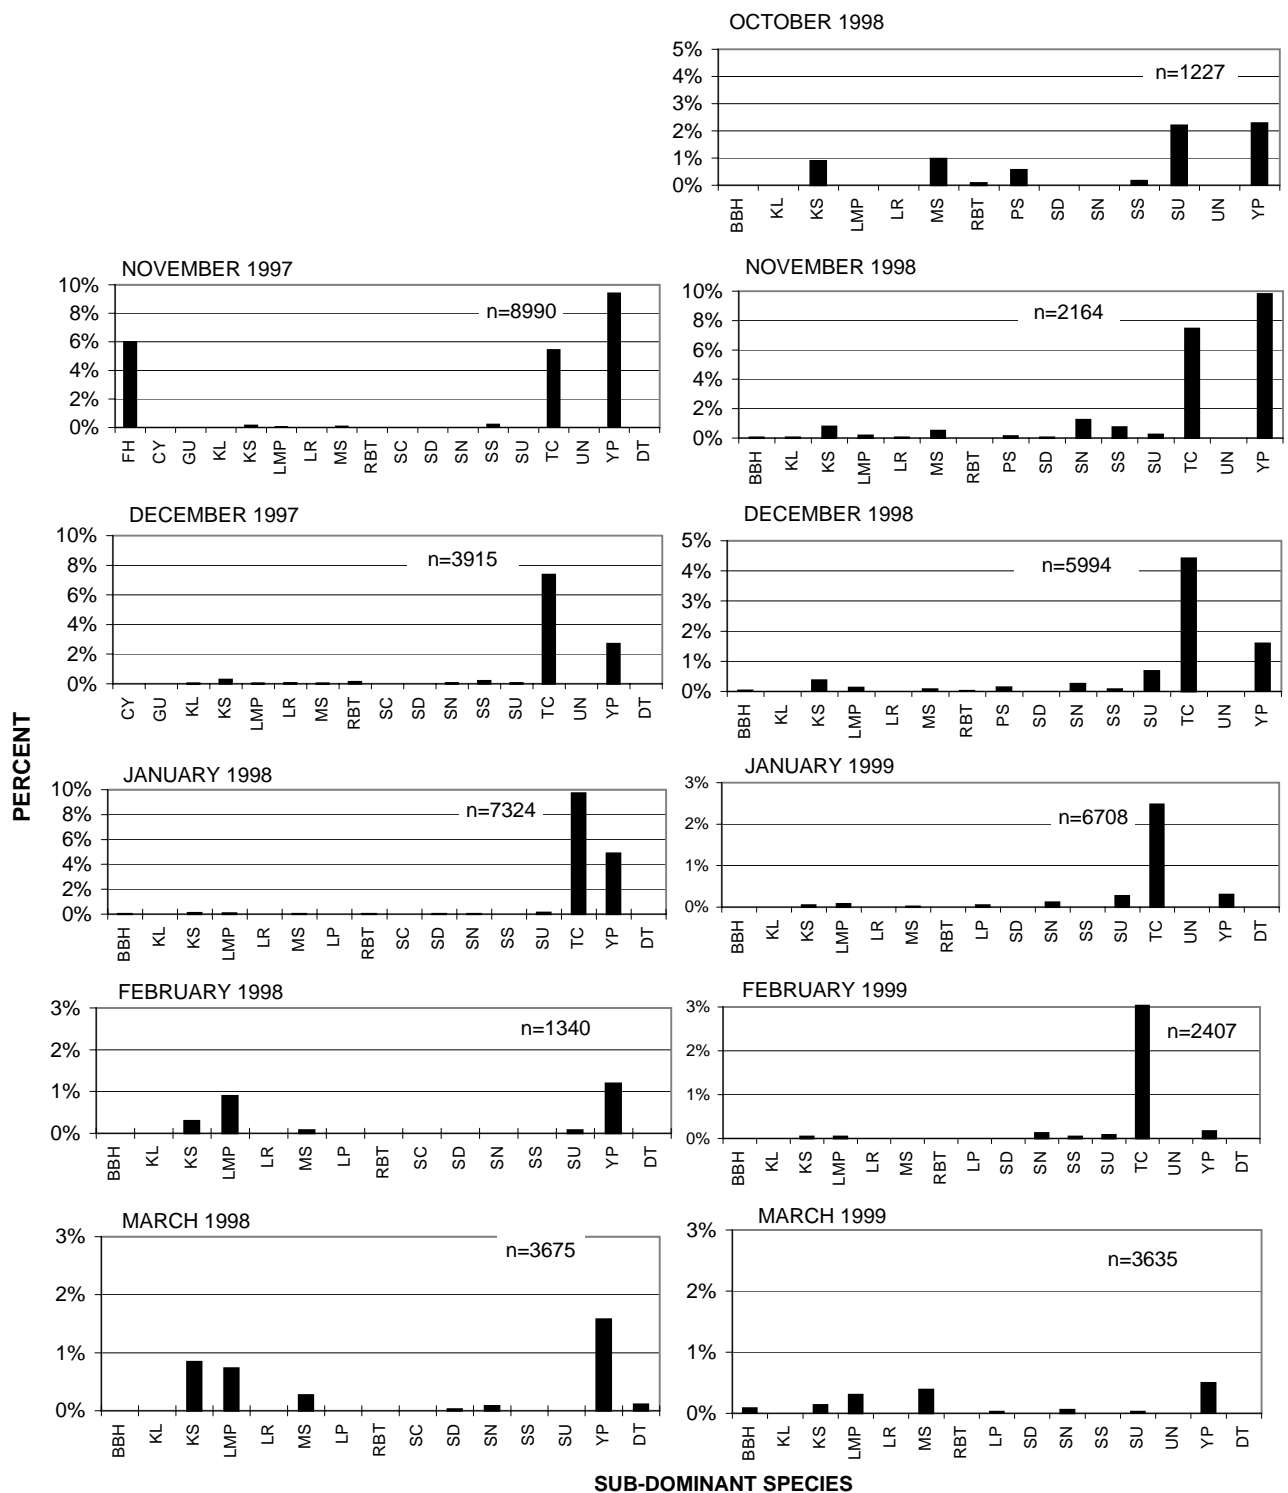 OCTOBER 1998
5%
4%
3%
2%
1%
0%
n=1227
BBH KL KS LMP LR MS RBT PS SD SN SS SU UN YP
NOVEMBER 1997
10%
8%
6%
4%
2%
0%
n=8990
FH CY GU KL KS LMP LR MS RBT SC SD SN SS SU TC UN YP DT
NOVEMBER 1998
10%
8%
6%
4%
2%
0%
n=2164
BBH KL KS LMP LR MS RBT PS SD SN SS SU TC UN YP
DECEMBER 1997
10%
8%
6%
4%
2%
0%
n=3915
CY GU KL KS LMP LR MS RBT SC SD SN SS SU TC UN YP DT
DECEMBER 1998
5%
4%
3%
2%
1%
0%
n=5994
BBH KL KS LMP LR MS RBT PS SD SN SS SU TC UN YP
PERCENT
JANUARY 1998
10%
8%
6%
4%
2%
0%
n=7324
BBH KL KS LMP LR MS LP RBT SC SD SN SS SU TC YP DT
JANUARY 1999
3%
2%
1%
0%
n=6708
BBH KL KS LMP LR MS RBT LP SD SN SS SU TC UN YP DT
FEBRUARY 1998
3%
2%
1%
0%
n=1340
BBH KL KS LMP LR MS LP RBT SC SD SN SS SU YP DT
FEBRUARY 1999
3%
2%
1%
0%
n=2407
BBH KL KS LMP LR MS RBT LP SD SN SS SU TC UN YP DT
MARCH 1998
3%
2%
1%
0%
n=3675
BBH KL KS LMP LR MS LP RBT SC SD SN SS SU YP DT
MARCH 1999
3%
2%
1%
0%
n=3635
BBH KL KS LMP LR MS RBT LP SD SN SS SU UN YP DT
SUB-DOMINANT SPECIES